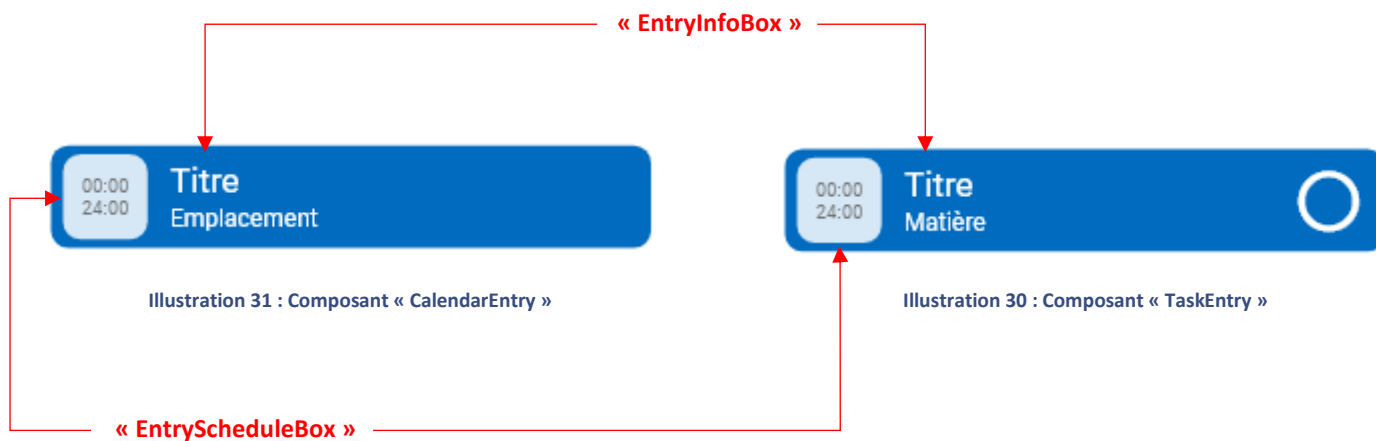 « EntryInfoBox »
00:00
24:00
Titre
Emplacement
00:00
24:00
Titre
Matière
Illustration 31 : Composant « CalendarEntry »
Illustration 30 : Composant « TaskEntry »
« EntryScheduleBox »